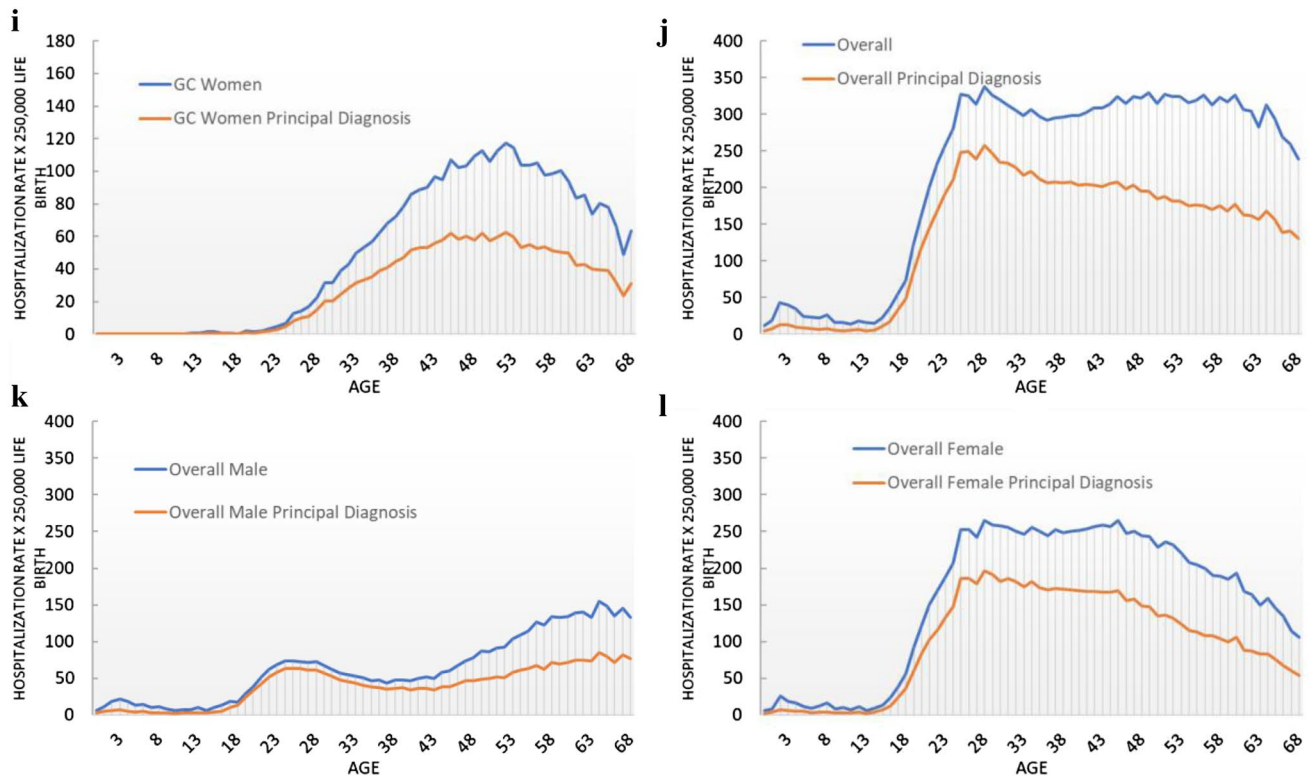 i
HOSPITALIZATION RATE X 250,000 LIFE
BIRTH
180
160
140
120
100
80
60
40
20
0
GC Women
GC Women Principal Diagnosis
3 8 13 18 23 28 33 38 43 48 53 58 63 68
AGE
j
HOSPITALIZATION RATE X 250,000 LIFE
BIRTH
400
350
300
250
200
150
100
50
0
Overall
Overall Principal Diagnosis
3 8 13 18 23 28 33 38 43 48 53 58 63 68
AGE
k
HOSPITALIZATION RATE X 250,000 LIFE
BIRTH
400
350
300
250
200
150
100
50
0
Overall Male
Overall Male Principal Diagnosis
3 8 13 18 23 28 33 38 43 48 53 58 63 68
AGE
l
HOSPITALIZATION RATE X 250,000 LIFE
BIRTH
400
350
300
250
200
150
100
50
0
Overall Female
Overall Female Principal Diagnosis
3 8 13 18 23 28 33 38 43 48 53 58 63 68
AGE